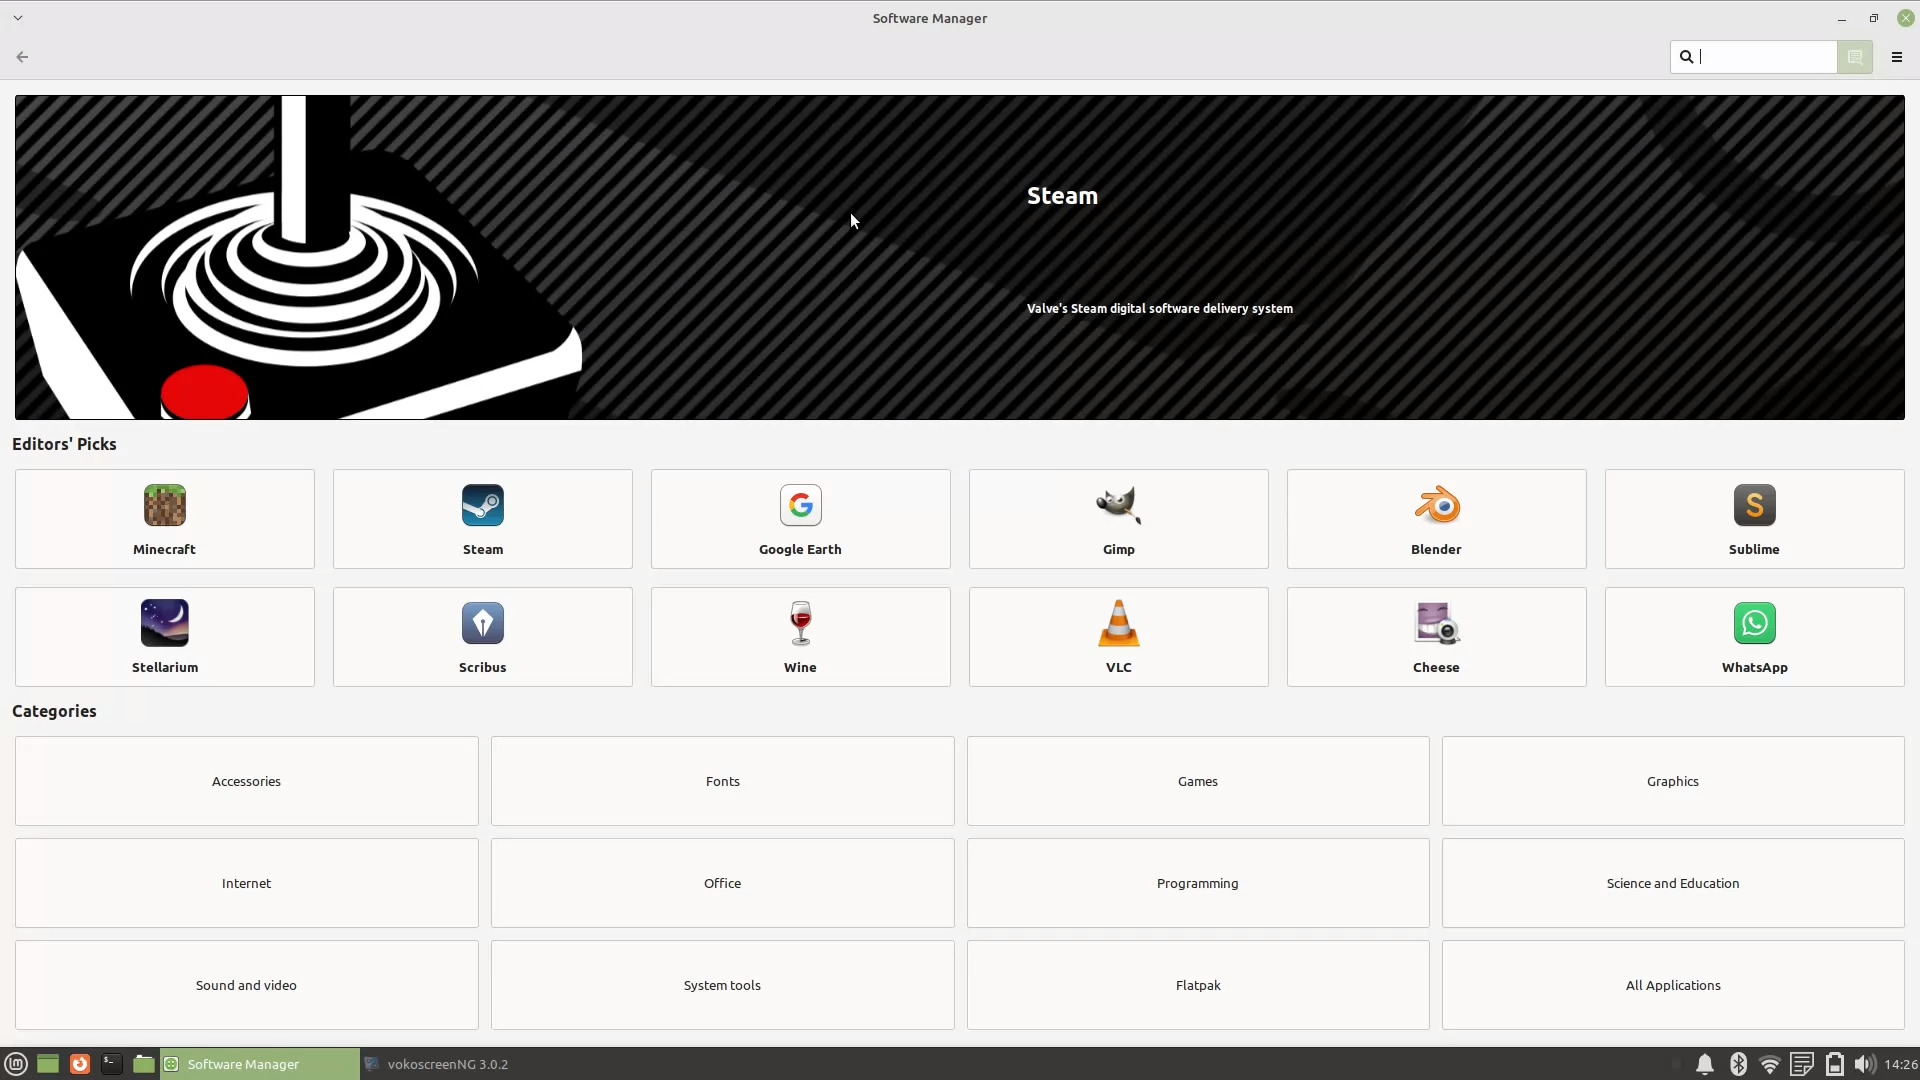 Software Manager
Steam
Valve's Steam digital software delivery system
Editors' Picks
Minecraft
Steam
Google Earth
Gimp
Blender
Sublime
Stellarium
Scribus
Wine
VLC
Cheese
WhatsApp
Categories
Accessories
Fonts
Games
Graphics
Internet
Office
Programming
Science and Education
Sound and video
System tools
Flatpak
All Applications
Software Manager
vokoscreenNG 3.0.2
14:26